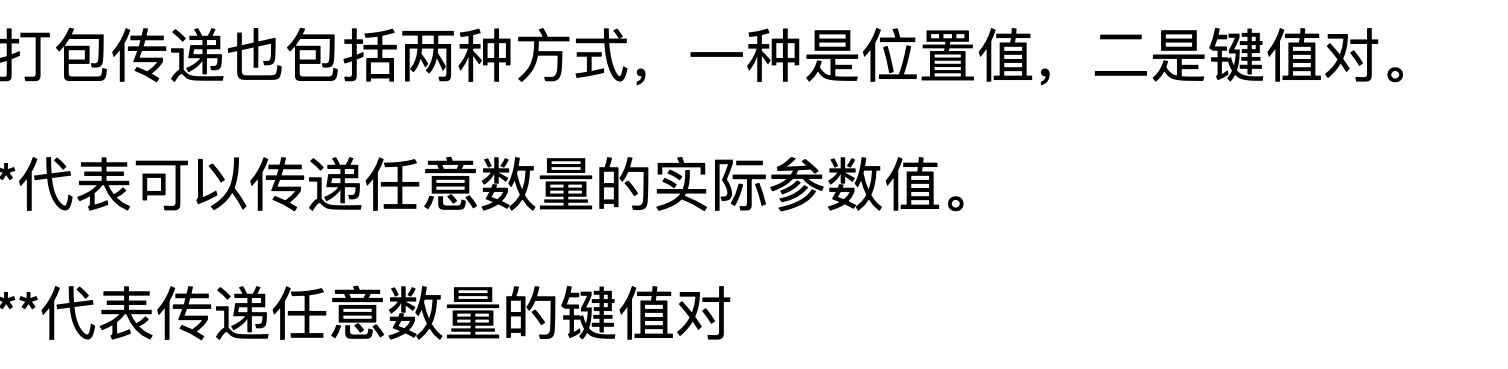 打包传递也包括两种方式，一种是位置值，二是键值对。
*代表可以传递任意数量的实际参数值。
**代表传递任意数量的键值对